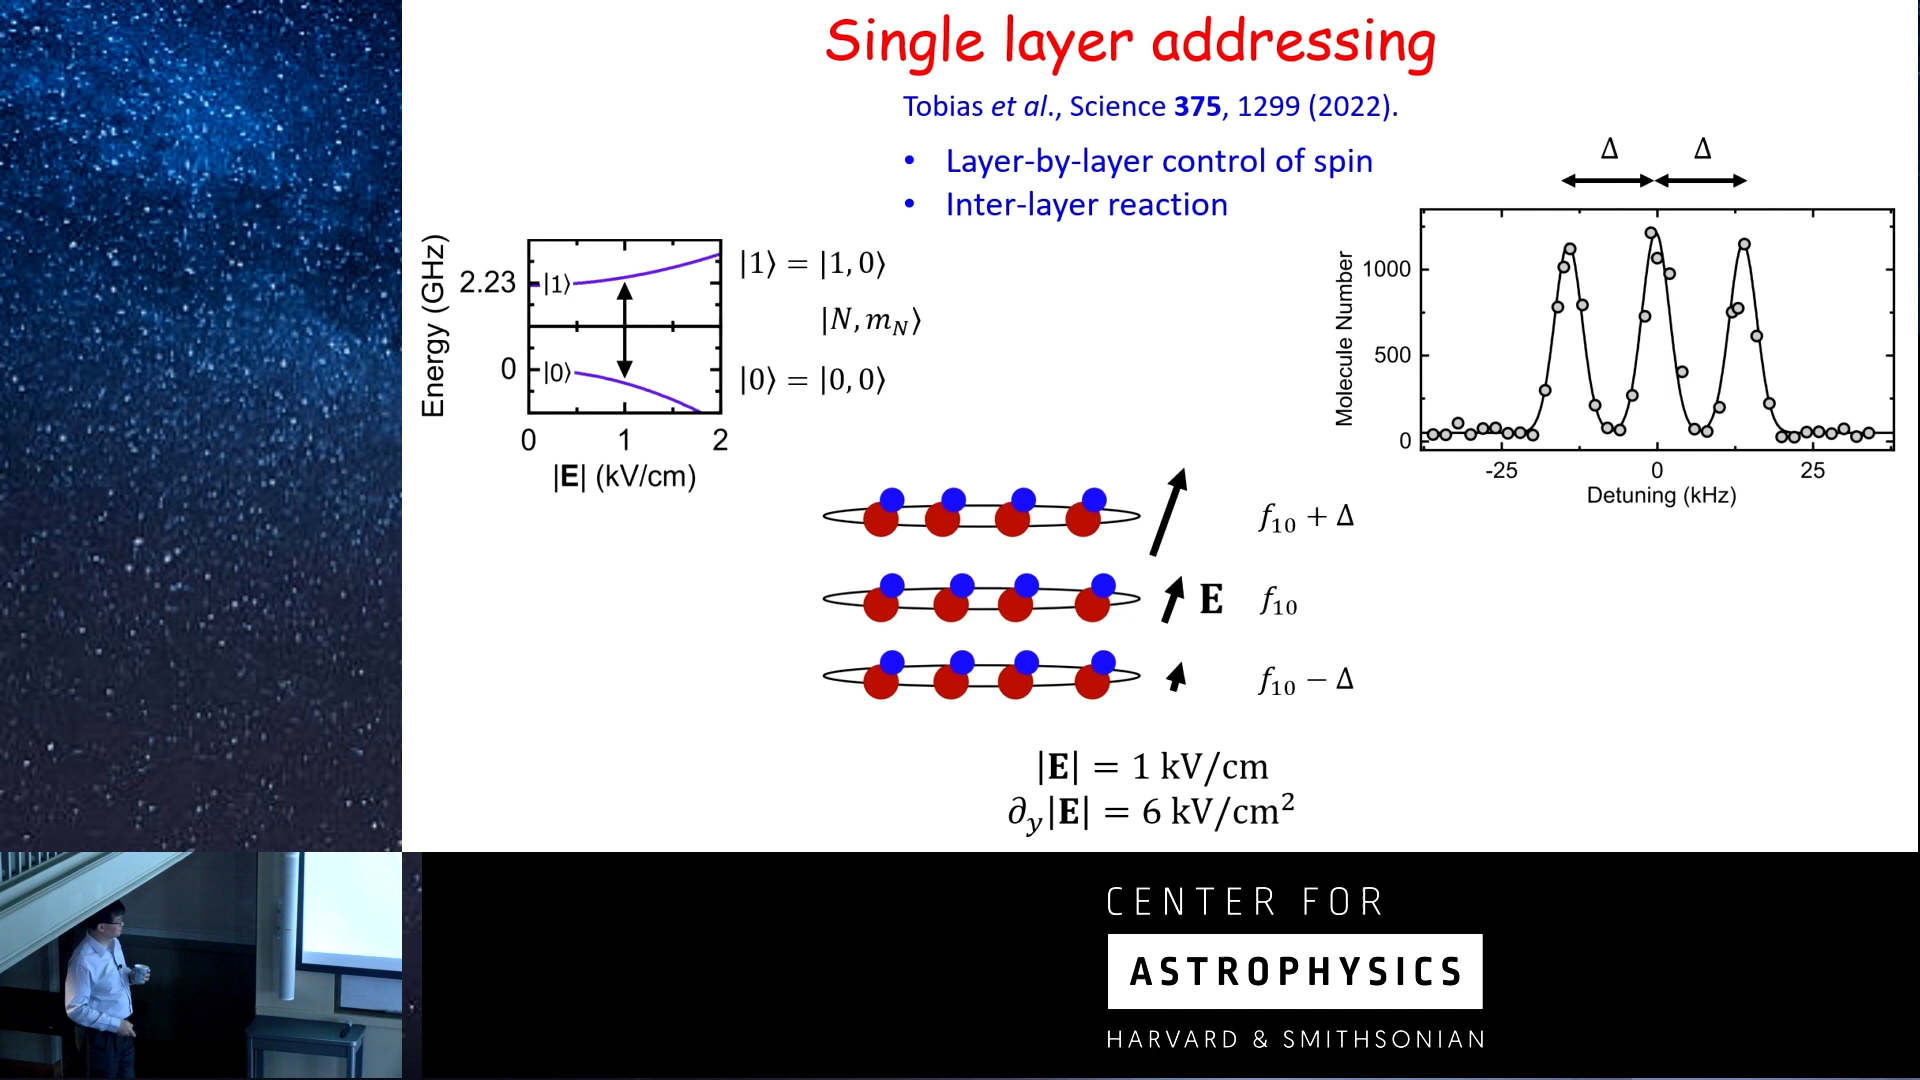 Single layer addressing
Tobias et al., Science 375, 1299 (2022).
• Layer-by-layer control of spin
• Inter-layer reaction
Energy (GHz)
2.23
0
|1⟩
|0⟩
0 1 2
|E| (kV/cm)
|1⟩ = |1, 0⟩
|N, m_N⟩
|0⟩ = |0, 0⟩
Δ Δ
Molecule Number
1000
500
0
-25 0 25
Detuning (kHz)
f₁₀ + Δ
E f₁₀
f₁₀ − Δ
|E| = 1 kV/cm
∂_y|E| = 6 kV/cm²
CENTER FOR
ASTROPHYSICS
HARVARD & SMITHSONIAN